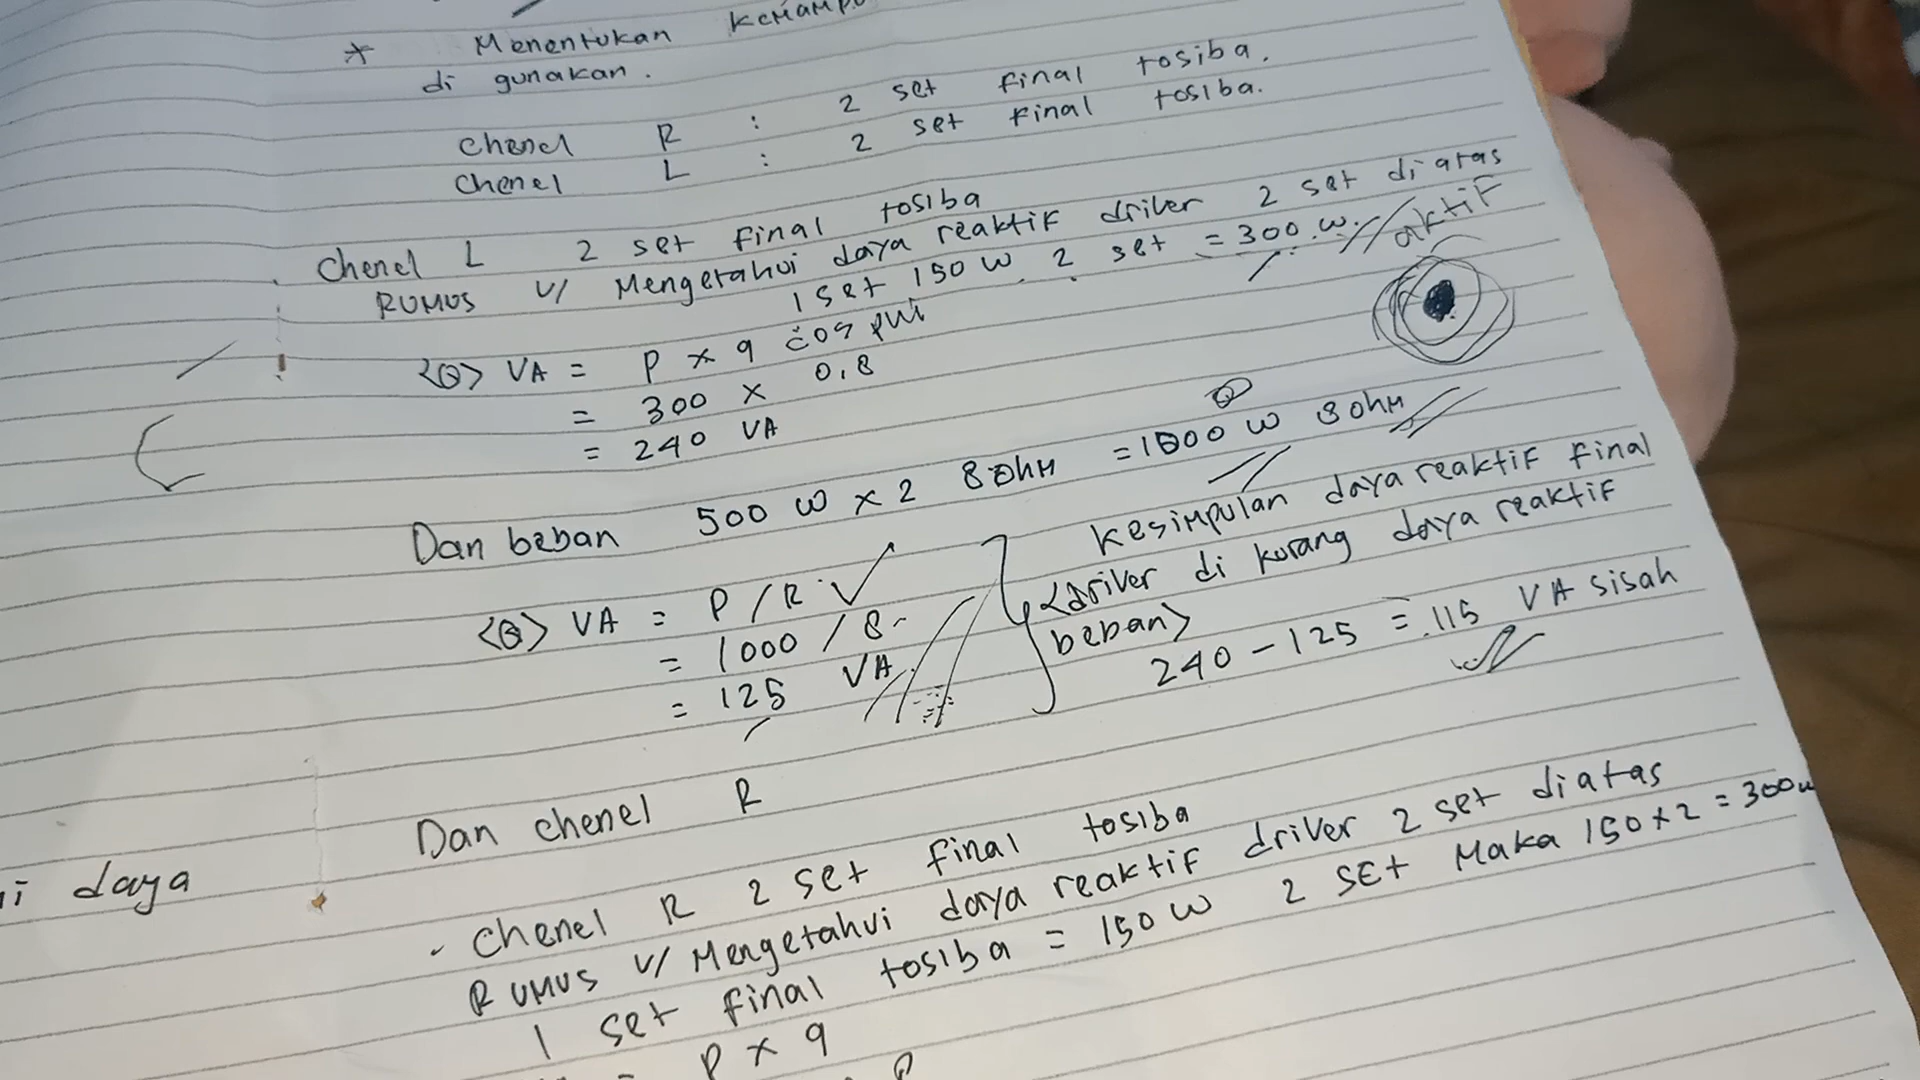 * Menentukan
di gunakan.
Chenel R : 2 set final tosiba.
Chenel L : 2 set final tosiba.
Chenel L 2 set final tosiba
RUMUS U/ Mengetahui daya reaktif driver 2 set di atas
1 set 150 W 2 set = 300 W. aktif
<Q> VA = P x 9 cos phi
= 300 x 0,8
= 240 VA
Dan beban 500 W x 2 8 ohm = 1000 W 8 ohm
<Q> VA = P / R
= 1000 / 8
= 125 VA
Kesimpulan daya reaktif final
<driver di kurang daya reaktif
beban>
240 - 125 = 115 VA sisah
Dan chenel R
- Chenel R 2 set final tosiba
RUMUS U/ Mengetahui daya reaktif driver 2 set diatas
1 set final tosiba = 150 W 2 SEt Maka 150 x 2 = 300 W
P x 9
daya